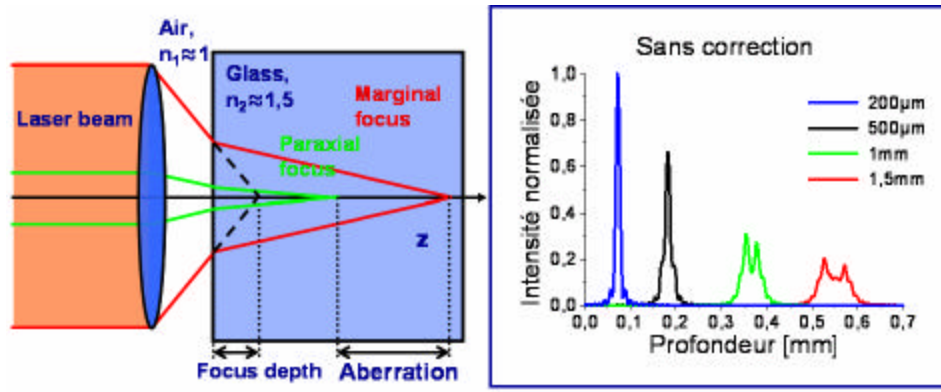 Air,
n₁≈1
Glass,
n₂≈1,5
Marginal
focus
Laser beam
Paraxial
focus
z
Focus depth
Aberration
Sans correction
Intensité normalisée
1,0
0,8
0,6
0,4
0,2
0,0
200µm
500µm
1mm
1,5mm
0,0 0,1 0,2 0,3 0,4 0,5 0,6 0,7
Profondeur [mm]